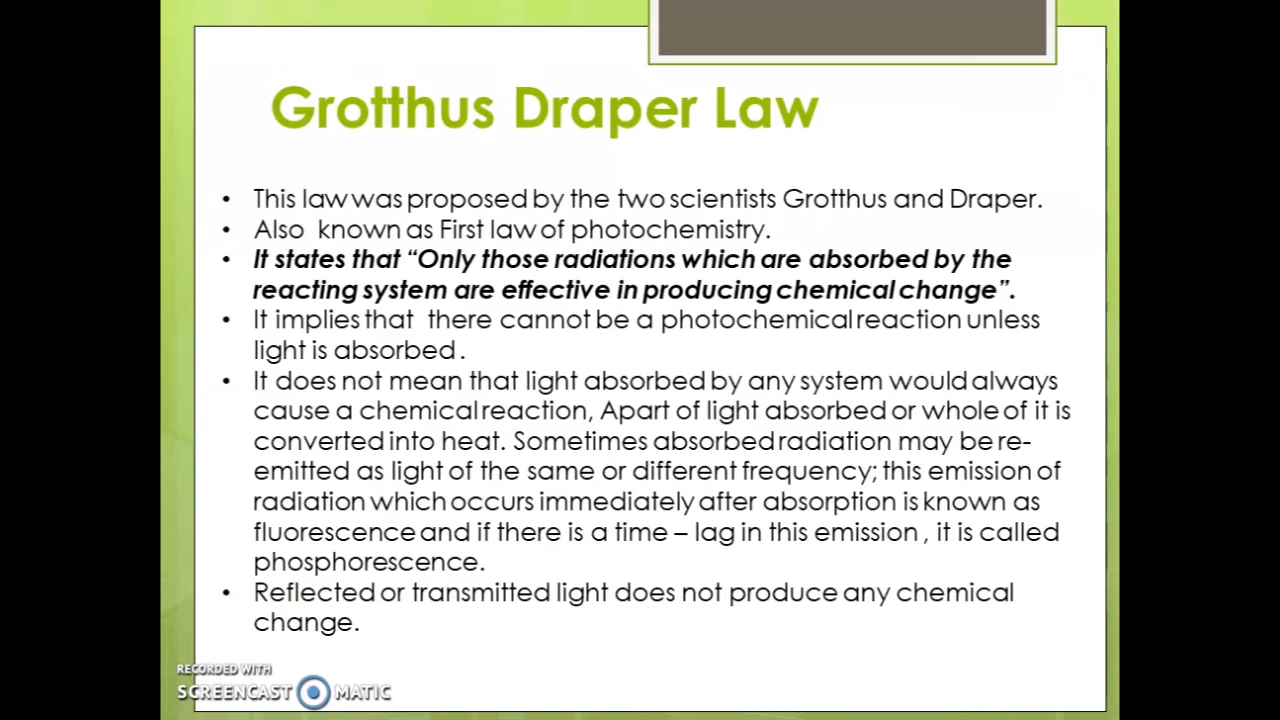 Grotthus Draper Law
• This law was proposed by the two scientists Grotthus and Draper.
• Also known as First law of photochemistry.
• It states that “Only those radiations which are absorbed by the
reacting system are effective in producing chemical change”.
• It implies that there cannot be a photochemical reaction unless
light is absorbed .
• It does not mean that light absorbed by any system would always
cause a chemical reaction, Apart of light absorbed or whole of it is
converted into heat. Sometimes absorbed radiation may be re-
emitted as light of the same or different frequency; this emission of
radiation which occurs immediately after absorption is known as
fluorescence and if there is a time – lag in this emission , it is called
phosphorescence.
• Reflected or transmitted light does not produce any chemical
change.
RECORDED WITH
SCREENCAST MATIC